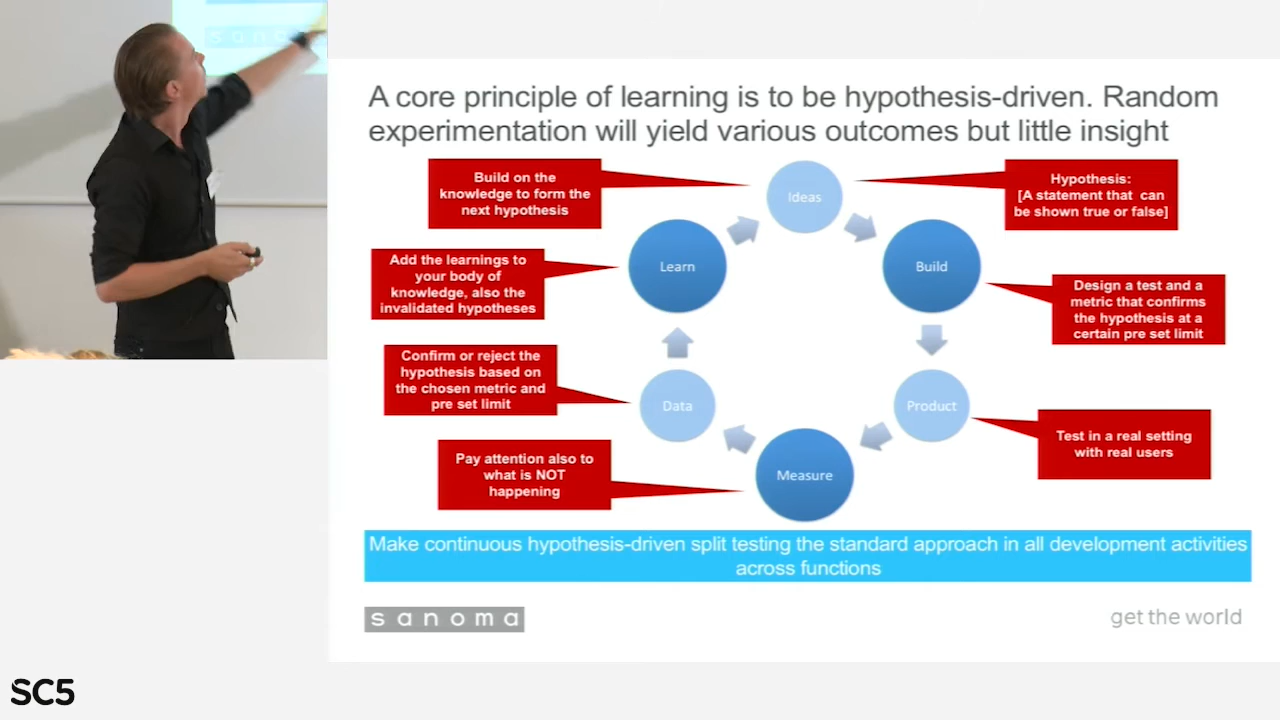 sanoma
A core principle of learning is to be hypothesis-driven. Random
experimentation will yield various outcomes but little insight
Build on the
knowledge to form the
next hypothesis
Ideas
Hypothesis:
[A statement that can
be shown true or false]
Add the learnings to
your body of
knowledge, also the
invalidated hypotheses
Learn
Build
Design a test and a
metric that confirms
the hypothesis at a
certain pre set limit
Confirm or reject the
hypothesis based on
the chosen metric and
pre set limit
Data
Product
Test in a real setting
with real users
Pay attention also to
what is NOT
happening
Measure
Make continuous hypothesis-driven split testing the standard approach in all development activities
across functions
sanoma
get the world
SC5